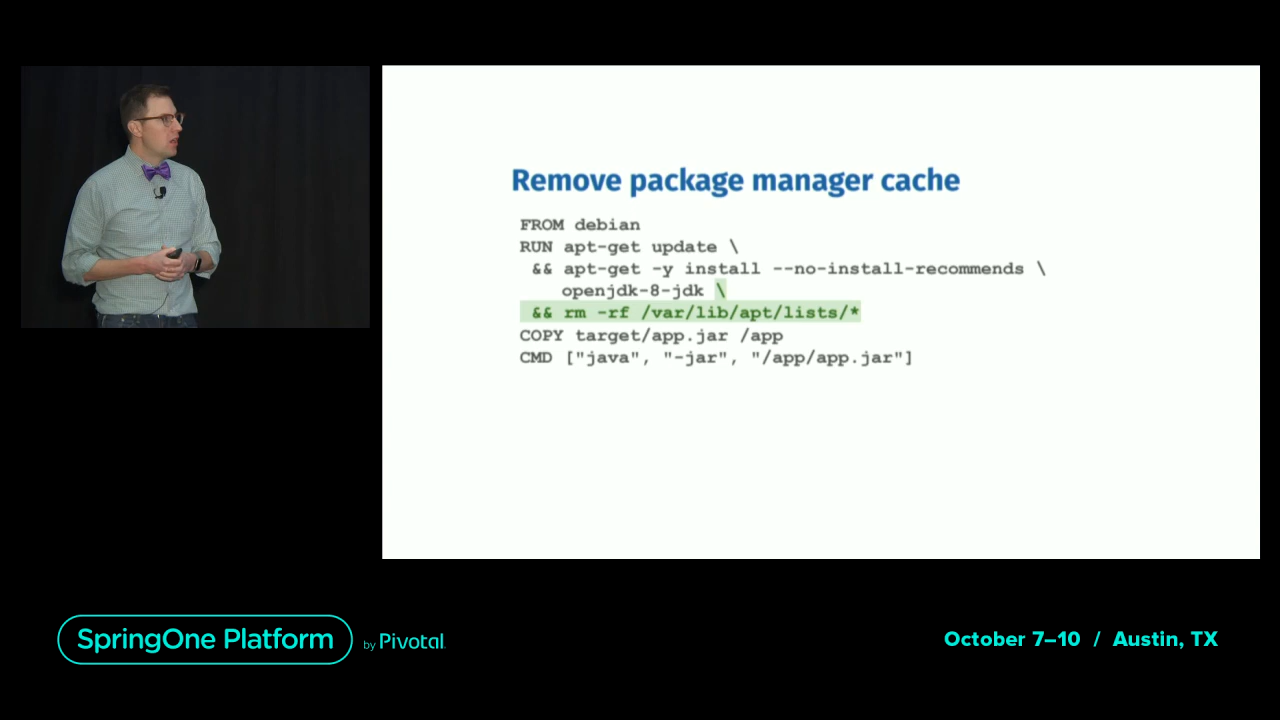 Remove package manager cache
FROM debian
RUN apt-get update \
&& apt-get -y install --no-install-recommends \
openjdk-8-jdk \
&& rm -rf /var/lib/apt/lists/*
COPY target/app.jar /app
CMD ["java", "-jar", "/app/app.jar"]
SpringOne Platform by Pivotal
October 7–10 / Austin, TX